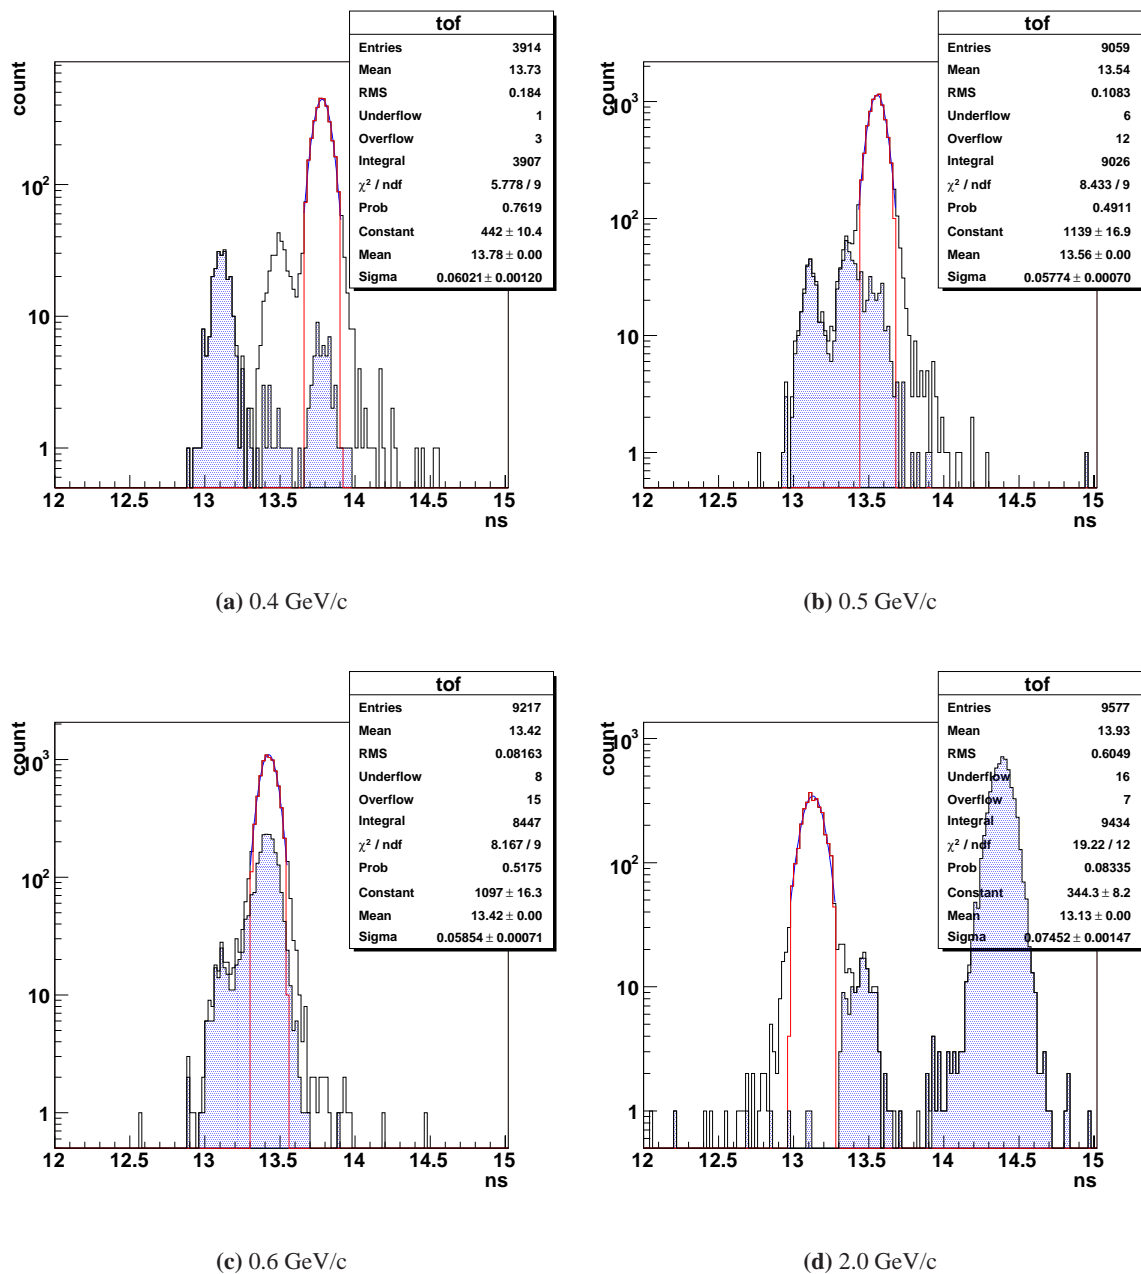 tof
Entries 3914
Mean 13.73
RMS 0.184
Underflow 1
Overflow 3
Integral 3907
χ² / ndf 5.778 / 9
Prob 0.7619
Constant 442 ± 10.4
Mean 13.78 ± 0.00
Sigma 0.06021 ± 0.00120
count
10²
10
1
12 12.5 13 13.5 14 14.5 15
ns
(a) 0.4 GeV/c
tof
Entries 9059
Mean 13.54
RMS 0.1083
Underflow 6
Overflow 12
Integral 9026
χ² / ndf 8.433 / 9
Prob 0.4911
Constant 1139 ± 16.9
Mean 13.56 ± 0.00
Sigma 0.05774 ± 0.00070
count
10³
10²
10
1
12 12.5 13 13.5 14 14.5 15
ns
(b) 0.5 GeV/c
tof
Entries 9217
Mean 13.42
RMS 0.08163
Underflow 8
Overflow 15
Integral 8447
χ² / ndf 8.167 / 9
Prob 0.5175
Constant 1097 ± 16.3
Mean 13.42 ± 0.00
Sigma 0.05854 ± 0.00071
count
10³
10²
10
1
12 12.5 13 13.5 14 14.5 15
ns
(c) 0.6 GeV/c
tof
Entries 9577
Mean 13.93
RMS 0.6049
Underflow 16
Overflow 7
Integral 9434
χ² / ndf 19.22 / 12
Prob 0.08335
Constant 344.3 ± 8.2
Mean 13.13 ± 0.00
Sigma 0.07452 ± 0.00147
count
10³
10²
10
1
12 12.5 13 13.5 14 14.5 15
ns
(d) 2.0 GeV/c